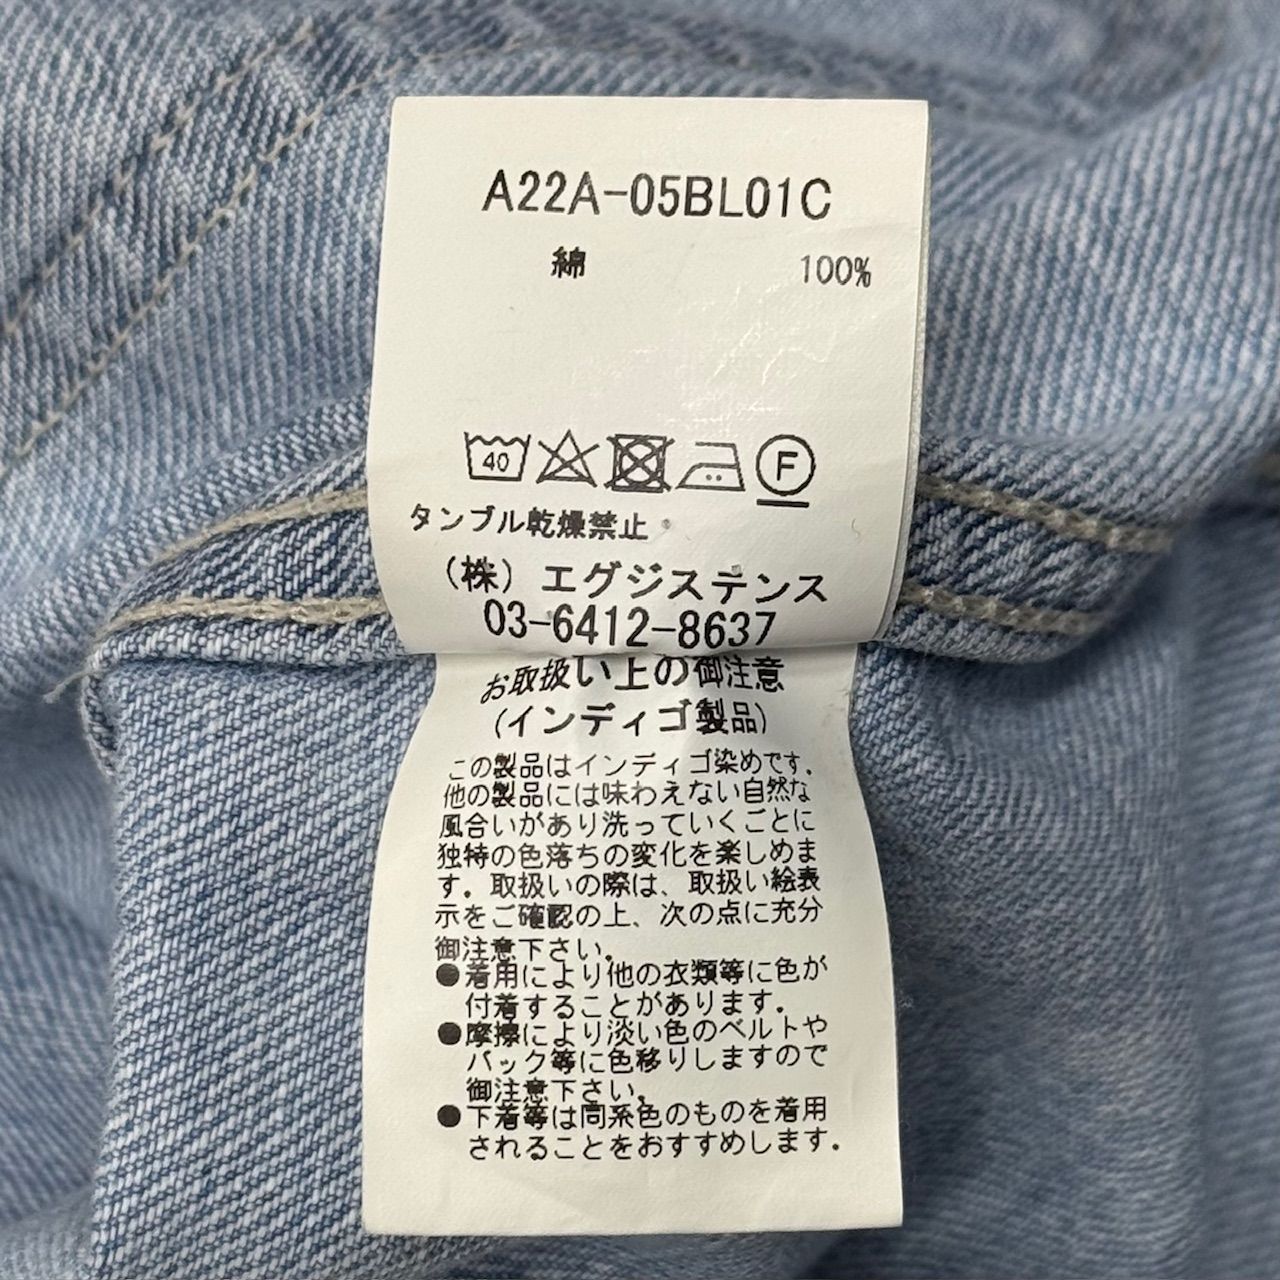 A22A-05BL01C
綿 100%
40 F
タンブル乾燥禁止
(株) エグジステンス
03-6412-8637
お取扱い上の御注意
(インディゴ製品)
この製品はインディゴ染めです.
他の製品には味わえない自然な
風合いがあり洗っていくごとに
独特の色落ちの変化を楽しめま
す. 取扱いの際は、取扱い絵表
示をご確認の上、次の点に充分
御注意下さい.
●着用により他の衣類等に色が
付着することがあります.
●摩擦により淡い色のベルトや
バック等に色移りしますので
御注意下さい.
●下着等は同系色のものを着用
されることをおすすめします.